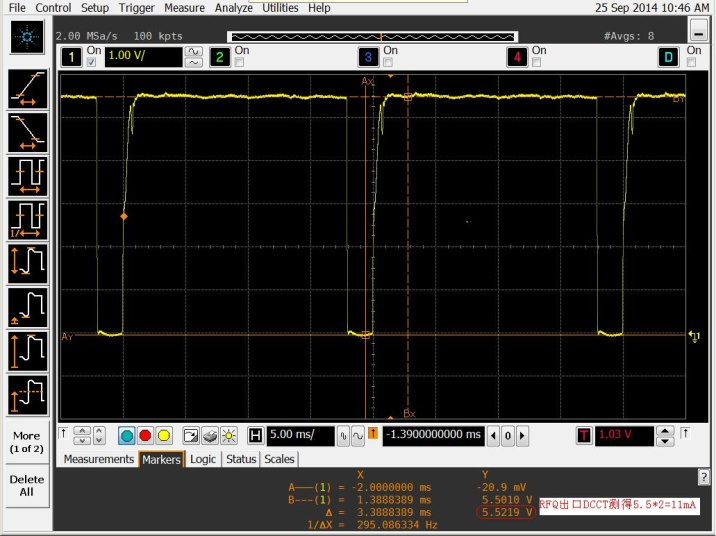 File Control Setup Trigger Measure Analyze Utilities Help 25 Sep 2014 10:46 AM
2.00 MSa/s 100 kpts #Avgs: 8
1 On 1.00 V/ 2 On 3 On 4 On D On
Ax
By
Ay
1
Bx
H 5.00 ms/ -1.3900000000 ms 0 T 1.03 V
More
(1 of 2)
Delete
All
Measurements Markers Logic Status Scales
?
X Y
A——(1) = -2.0000000 ms -20.9 mV
B---(1) = 1.3888389 ms 5.5010 V
Δ = 3.3888389 ms 5.5219 V
1/ΔX = 295.086334 Hz
RFQ出口DCCT测得5.5*2=11mA